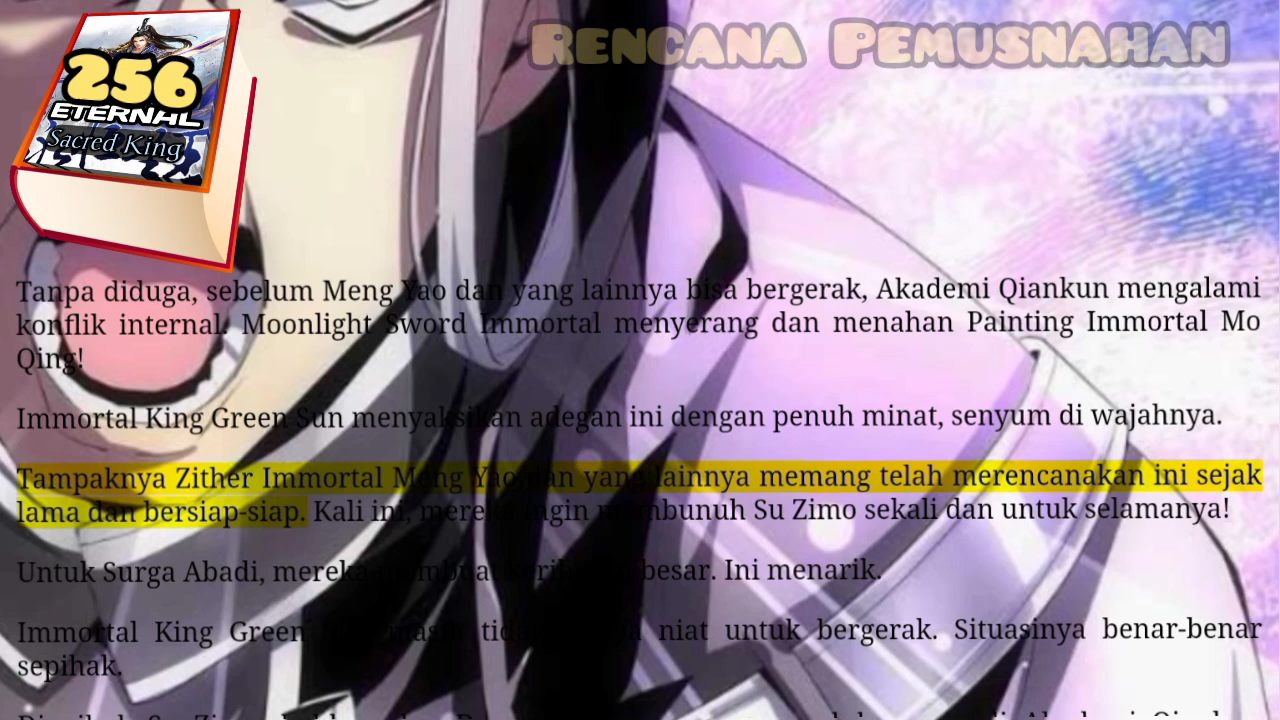 RENCANA PEMUSNAHAN
256
ETERNAL
Sacred King
Tanpa diduga, sebelum Meng Yao dan yang lainnya bisa bergerak, Akademi Qiankun mengalami
konflik internal. Moonlight Sword Immortal menyerang dan menahan Painting Immortal Mo
Qing!
Immortal King Green Sun menyaksikan adegan ini dengan penuh minat, senyum di wajahnya.
Tampaknya Zither Immortal Meng Yao dan yang lainnya memang telah merencanakan ini sejak
lama dan bersiap-siap. Kali ini, mereka ingin membunuh Su Zimo sekali dan untuk selamanya!
Untuk Surga Abadi, mereka membuat keributan besar. Ini menarik.
Immortal King Green Sun masih tidak niat untuk bergerak. Situasinya benar-benar
sepihak.